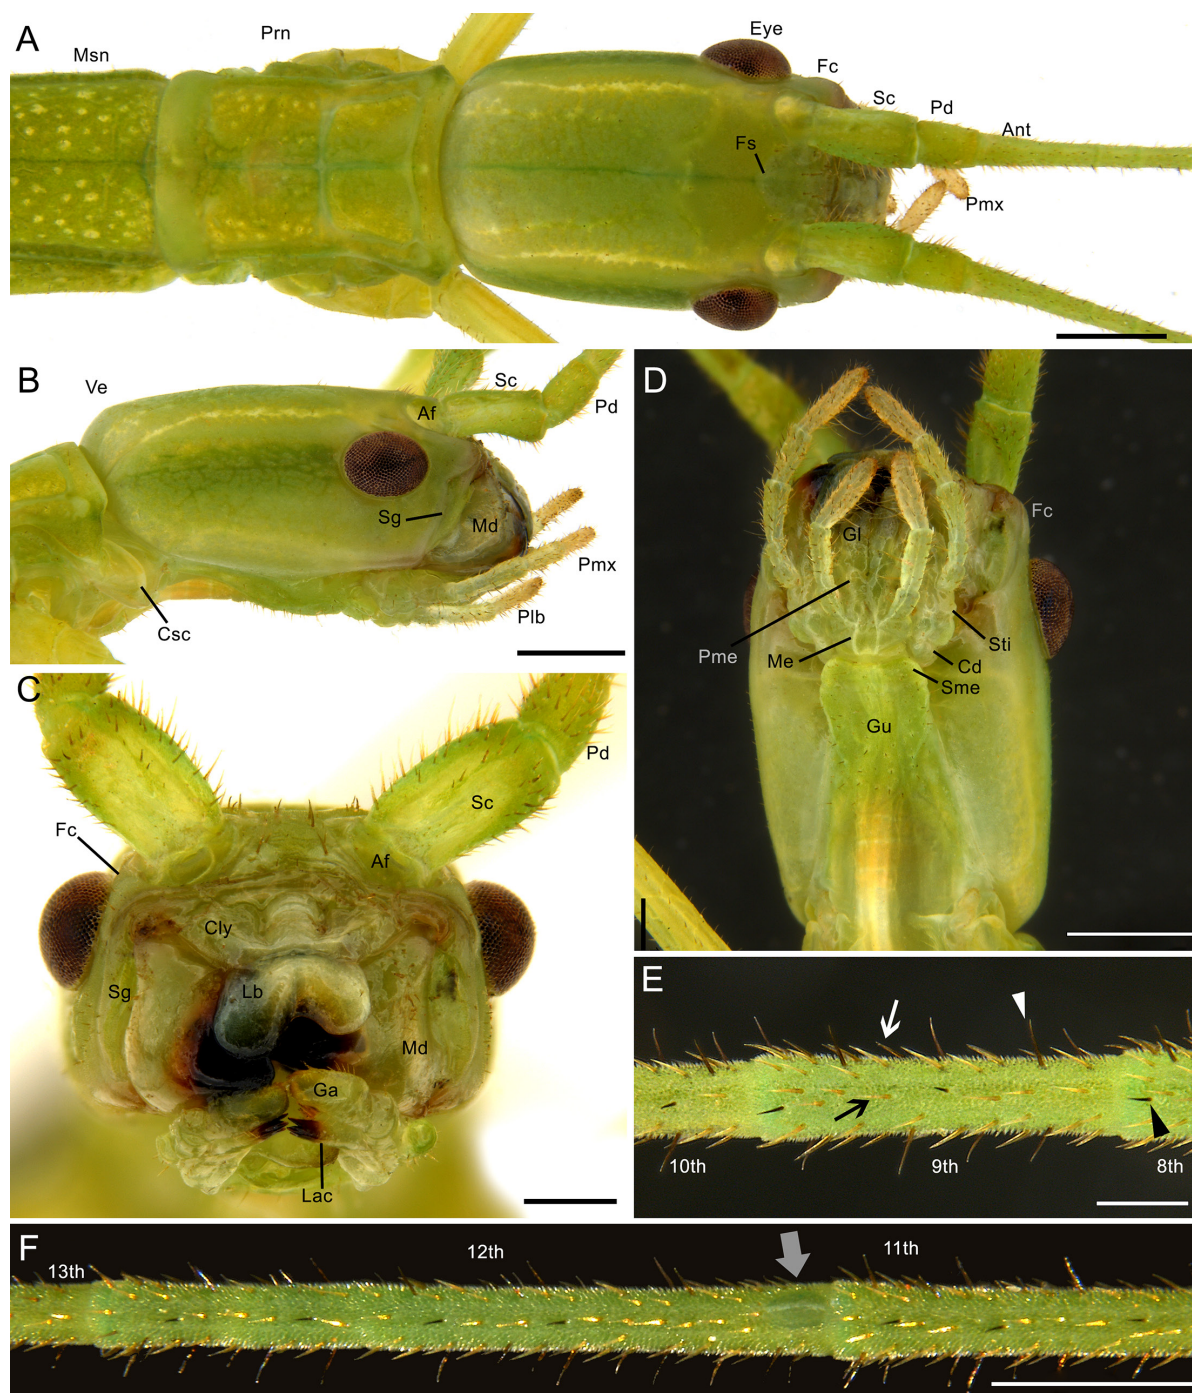 A
Msn
Prn
Eye
Fc
Sc
Pd
Ant
Fs
Pmx
B
Ve
Af
Sc
Pd
Sg
Md
Pmx
Plb
Csc
C
Pd
Sc
Fc
Af
Cly
Sg
Lb
Md
Ga
Lac
D
Fc
Gl
Pme
Me
Sti
Cd
Sme
Gu
E
10th
9th
8th
F
13th
12th
11th